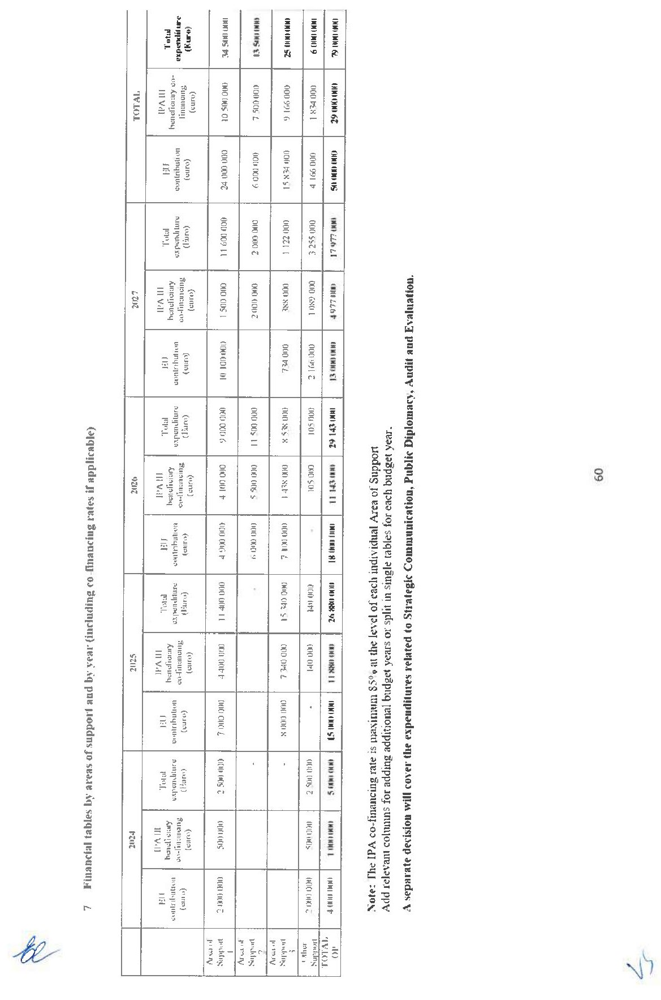 7 Financial tables by areas of support and by year (including co-financing rates if applicable)
2024 2025 2026 2027 TOTAL
EU contribution (euro) IPA III beneficiary co-financing (euro) Total expenditure (Euro) EU contribution (euro) IPA III beneficiary co-financing (euro) Total expenditure (Euro) EU contribution (euro) IPA III beneficiary co-financing (euro) Total expenditure (Euro) EU contribution (euro) IPA III beneficiary co-financing (euro) Total expenditure (Euro) EU contribution (euro) IPA III beneficiary co-financing (euro) Total expenditure (Euro)
Area of Support 1 2 000 000 500 000 2 500 000 7 000 000 4 400 000 11 400 000 4 900 000 4 100 000 9 000 000 10 100 000 1 500 000 11 600 000 24 000 000 10 500 000 34 500 000
Area of Support 2 - - 6 000 000 5 500 000 11 500 000 2 000 000 2 000 000 6 000 000 7 500 000 13 500 000
Area of Support 3 - 8 000 000 7 340 000 15 340 000 7 100 000 1 438 000 8 538 000 734 000 388 000 1 122 000 15 834 000 9 166 000 25 000 000
Other Support 2 000 000 500 000 2 500 000 - 140 000 140 000 - 105 000 105 000 2 166 000 1 089 000 3 255 000 4 166 000 1 834 000 6 000 000
TOTAL OP 4 000 000 1 000 000 5 000 000 15 000 000 11 880 000 26 880 000 18 000 000 11 143 000 29 143 000 13 000 000 4 977 000 17 977 000 50 000 000 29 000 000 79 000 000
Note: The IPA co-financing rate is maximum 85% at the level of each individual Area of Support
Add relevant columns for adding additional budget years or split in single tables for each budget year.
A separate decision will cover the expenditures related to Strategic Communication, Public Diplomacy, Audit and Evaluation.
60